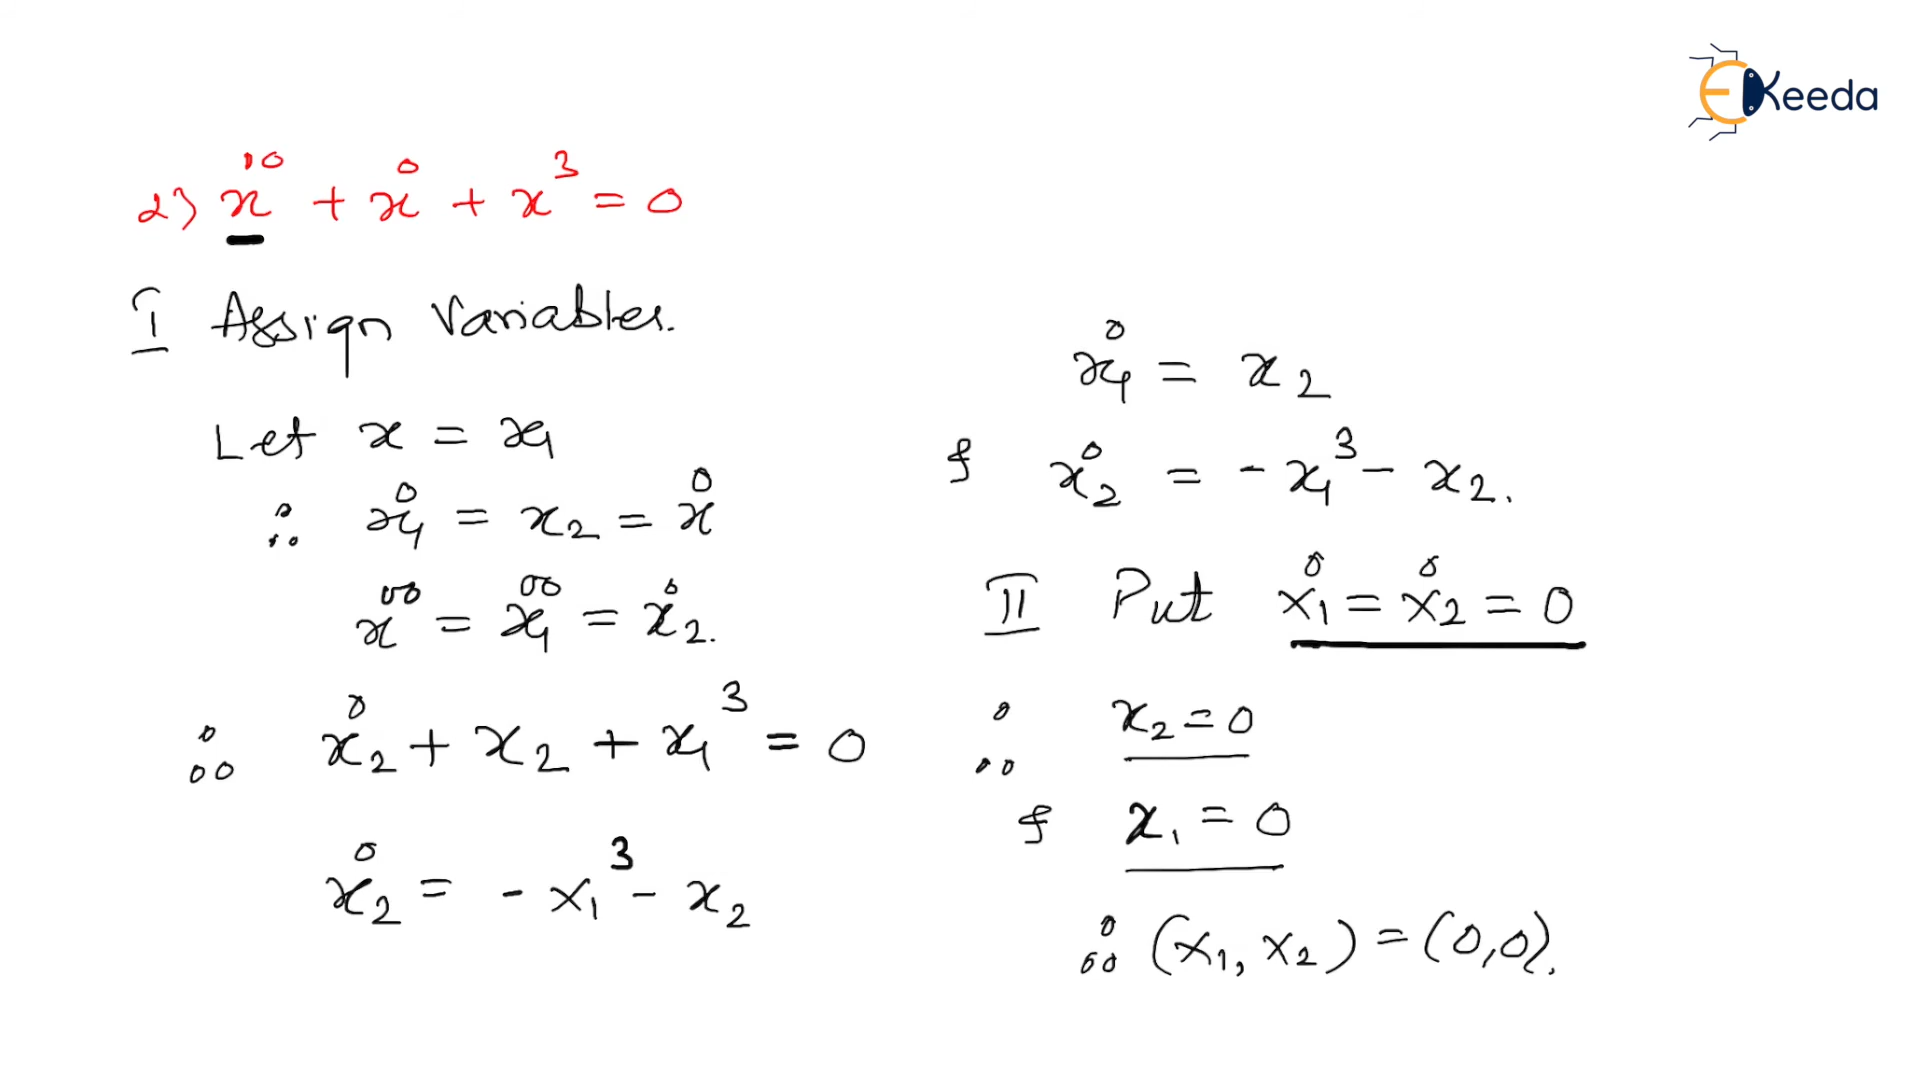 EKeeda
2) ẍ + ẋ + x³ = 0
I Assign Variables.
Let x = x₁
∴ ẋ₁ = x₂ = ẋ
ẍ = ẍ₁ = ẋ₂.
∴ ẋ₂ + x₂ + x₁³ = 0
ẋ₂ = - x₁³ - x₂
ẋ₁ = x₂
& ẋ₂ = - x₁³ - x₂.
II Put ẋ₁ = ẋ₂ = 0
∴ x₂ = 0
& x₁ = 0
∴ (x₁, x₂) = (0,0).